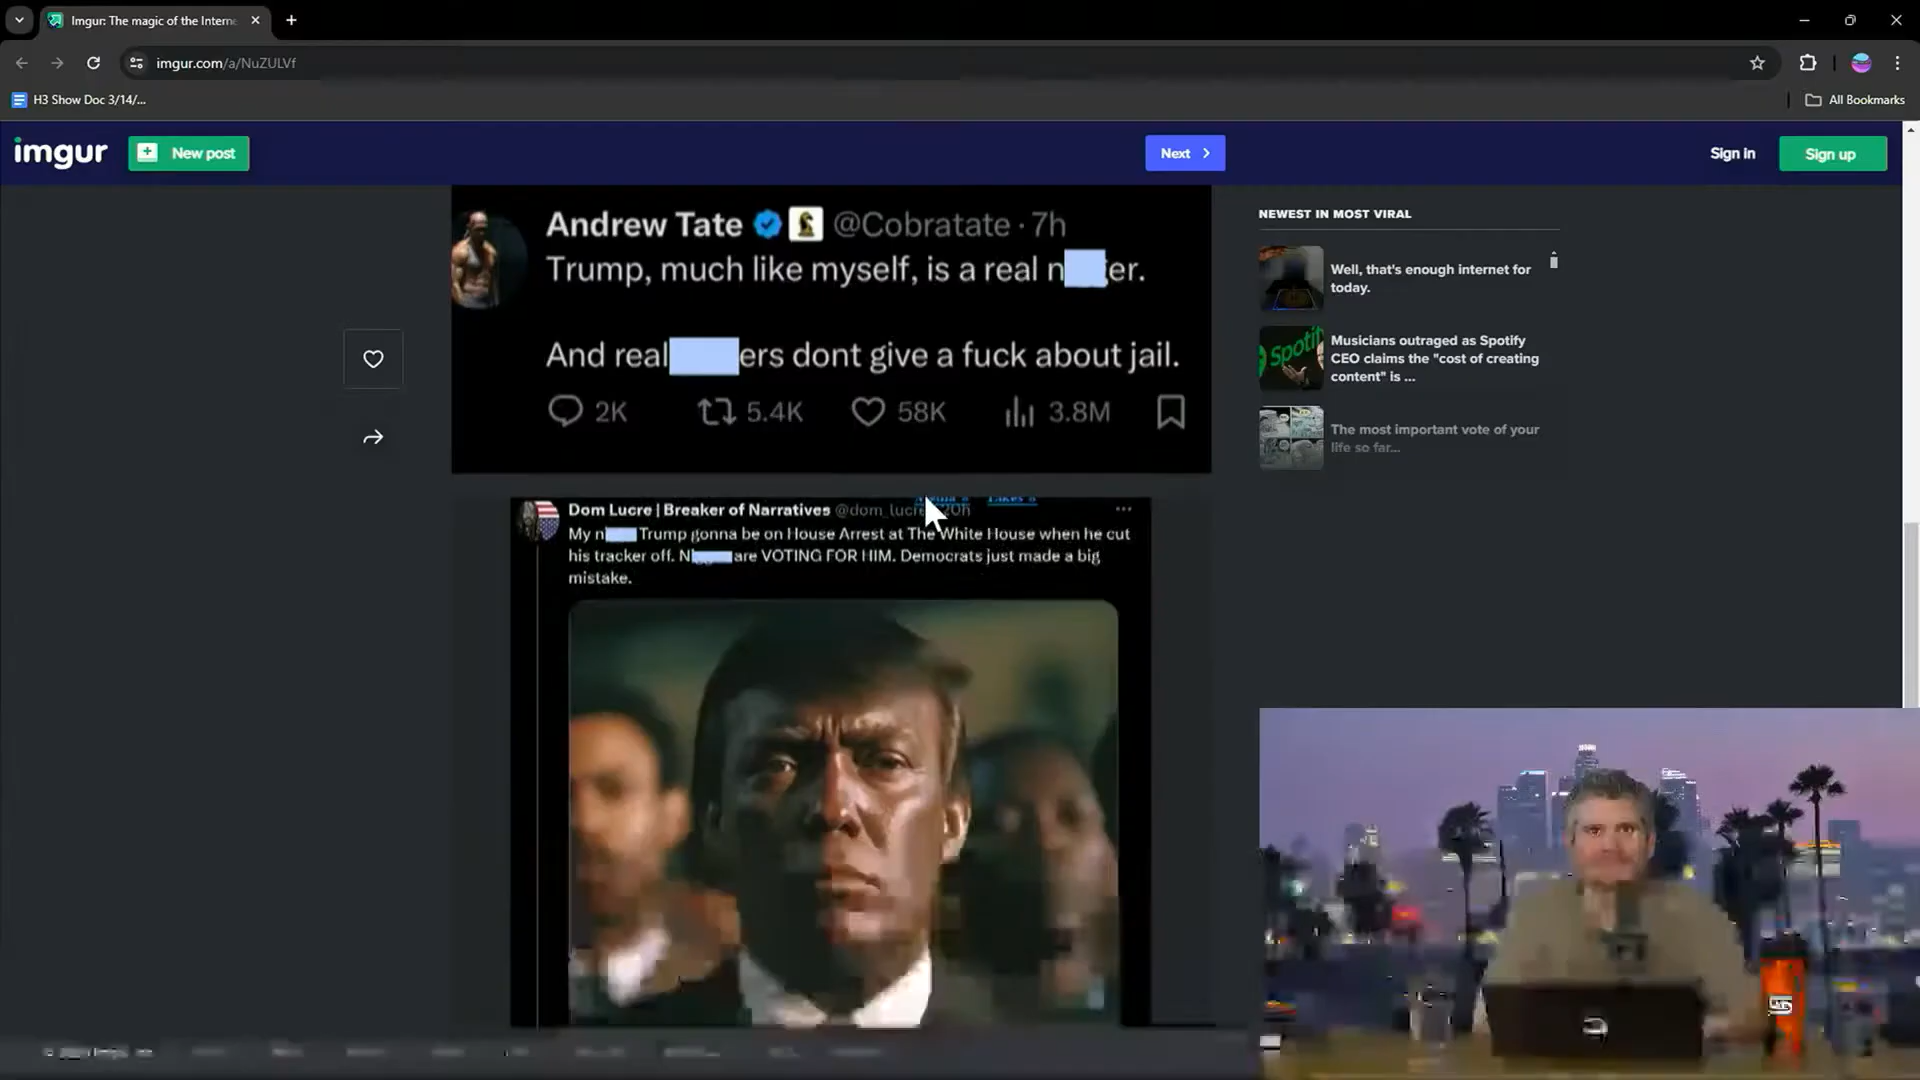 Imgur: The magic of the Interne
imgur.com/a/NuZULVf
H3 Show Doc 3/14/...
All Bookmarks
imgur
New post
Next
Sign in
Sign up
Andrew Tate @Cobratate · 7h
Trump, much like myself, is a real n er.
And real ers dont give a fuck about jail.
2K 5.4K 58K 3.8M
NEWEST IN MOST VIRAL
Well, that's enough internet for
today.
Musicians outraged as Spotify
CEO claims the "cost of creating
content" is ...
The most important vote of your
life so far...
Spotif
Dom Lucre | Breaker of Narratives @dom_lucre 20h
My n Trump gonna be on House Arrest at The White House when he cut
his tracker off. N are VOTING FOR HIM. Democrats just made a big
mistake.